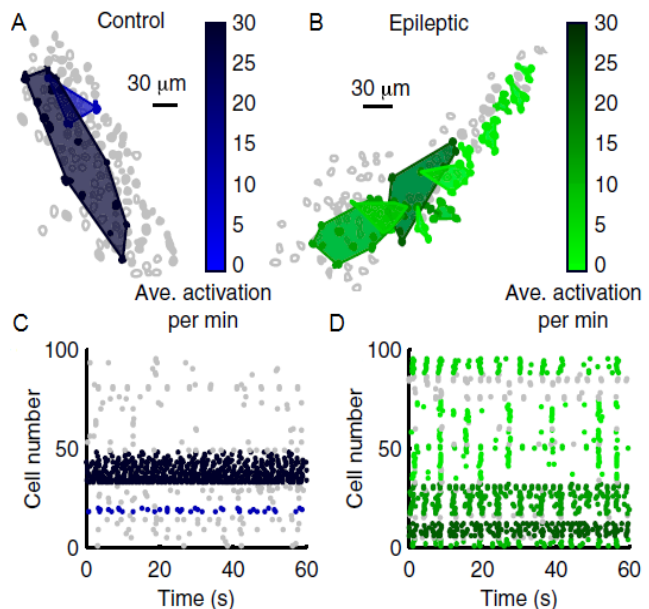 A Control
30 μm
30
25
20
15
10
5
0
Ave. activation
per min
B Epileptic
30 μm
30
25
20
15
10
5
0
Ave. activation
per min
C
100
50
0
Cell number
0 20 40 60
Time (s)
D
100
50
0
Cell number
0 20 40 60
Time (s)